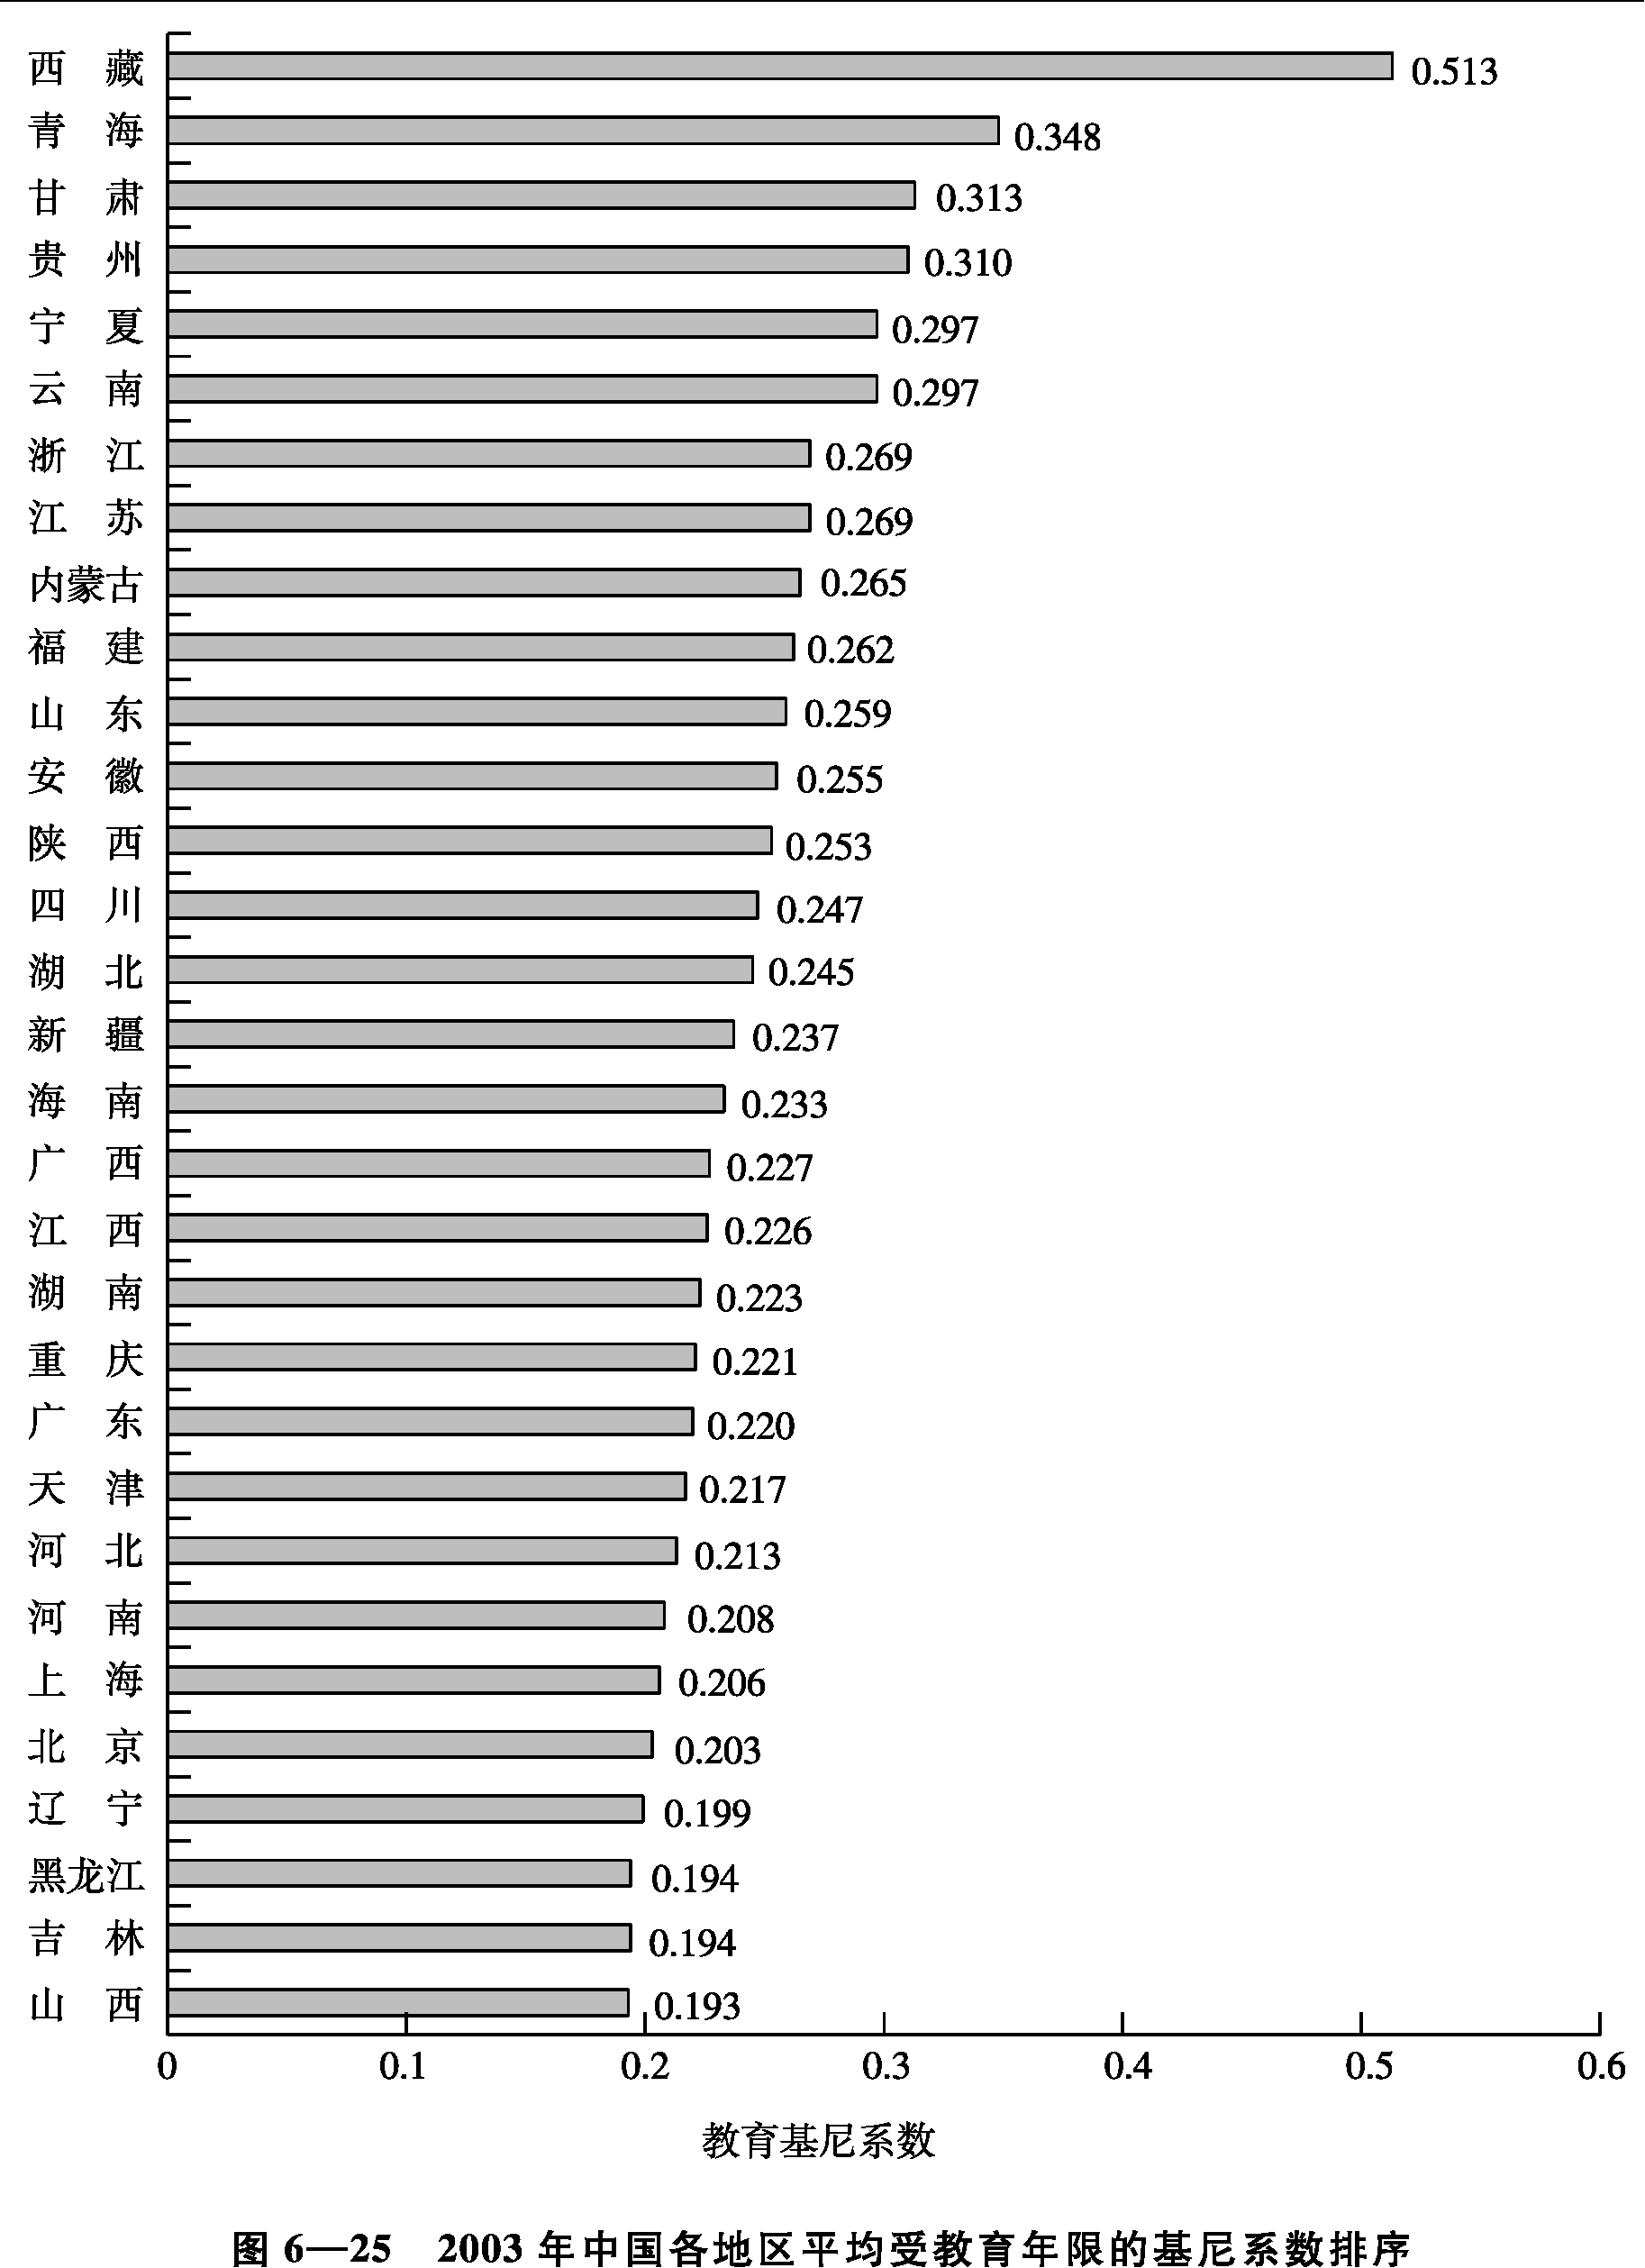 西藏 0.513
青海 0.348
甘肃 0.313
贵州 0.310
宁夏 0.297
云南 0.297
浙江 0.269
江苏 0.269
内蒙古 0.265
福建 0.262
山东 0.259
安徽 0.255
陕西 0.253
四川 0.247
湖北 0.245
新疆 0.237
海南 0.233
广西 0.227
江西 0.226
湖南 0.223
重庆 0.221
广东 0.220
天津 0.217
河北 0.213
河南 0.208
上海 0.206
北京 0.203
辽宁 0.199
黑龙江 0.194
吉林 0.194
山西 0.193
0 0.1 0.2 0.3 0.4 0.5 0.6
教育基尼系数
图 6—25 2003 年中国各地区平均受教育年限的基尼系数排序